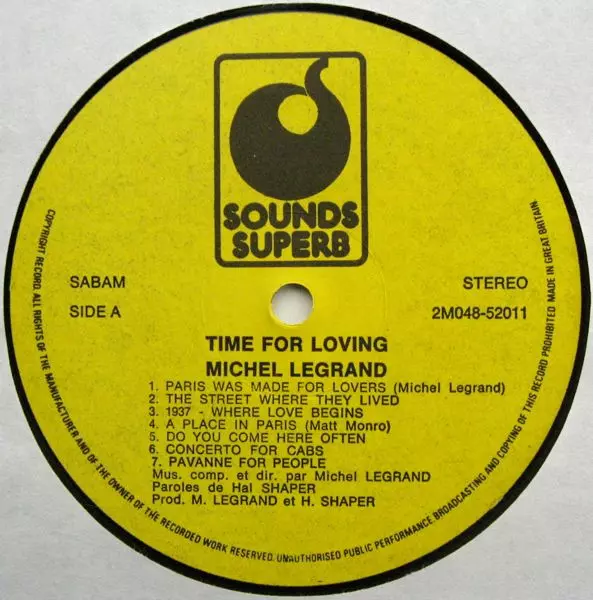 SOUNDS
SUPERB
SABAM
STEREO
SIDE A
2M048-52011
TIME FOR LOVING
MICHEL LEGRAND
1. PARIS WAS MADE FOR LOVERS (Michel Legrand)
2. THE STREET WHERE THEY LIVED
3. 1937 - WHERE LOVE BEGINS
4. A PLACE IN PARIS (Matt Monro)
5. DO YOU COME HERE OFTEN
6. CONCERTO FOR CABS
7. PAVANNE FOR PEOPLE
Mus. comp. et dir. par Michel LEGRAND
Paroles de Hal SHAPER
Prod. M. LEGRAND et H. SHAPER
COPYRIGHT RECORD. ALL RIGHTS OF THE MANUFACTURER AND OF THE OWNER OF THE RECORDED WORK RESERVED. UNAUTHORISED PUBLIC PERFORMANCE BROADCASTING AND COPYING OF THIS RECORD PROHIBITED MADE IN GREAT BRITAIN.